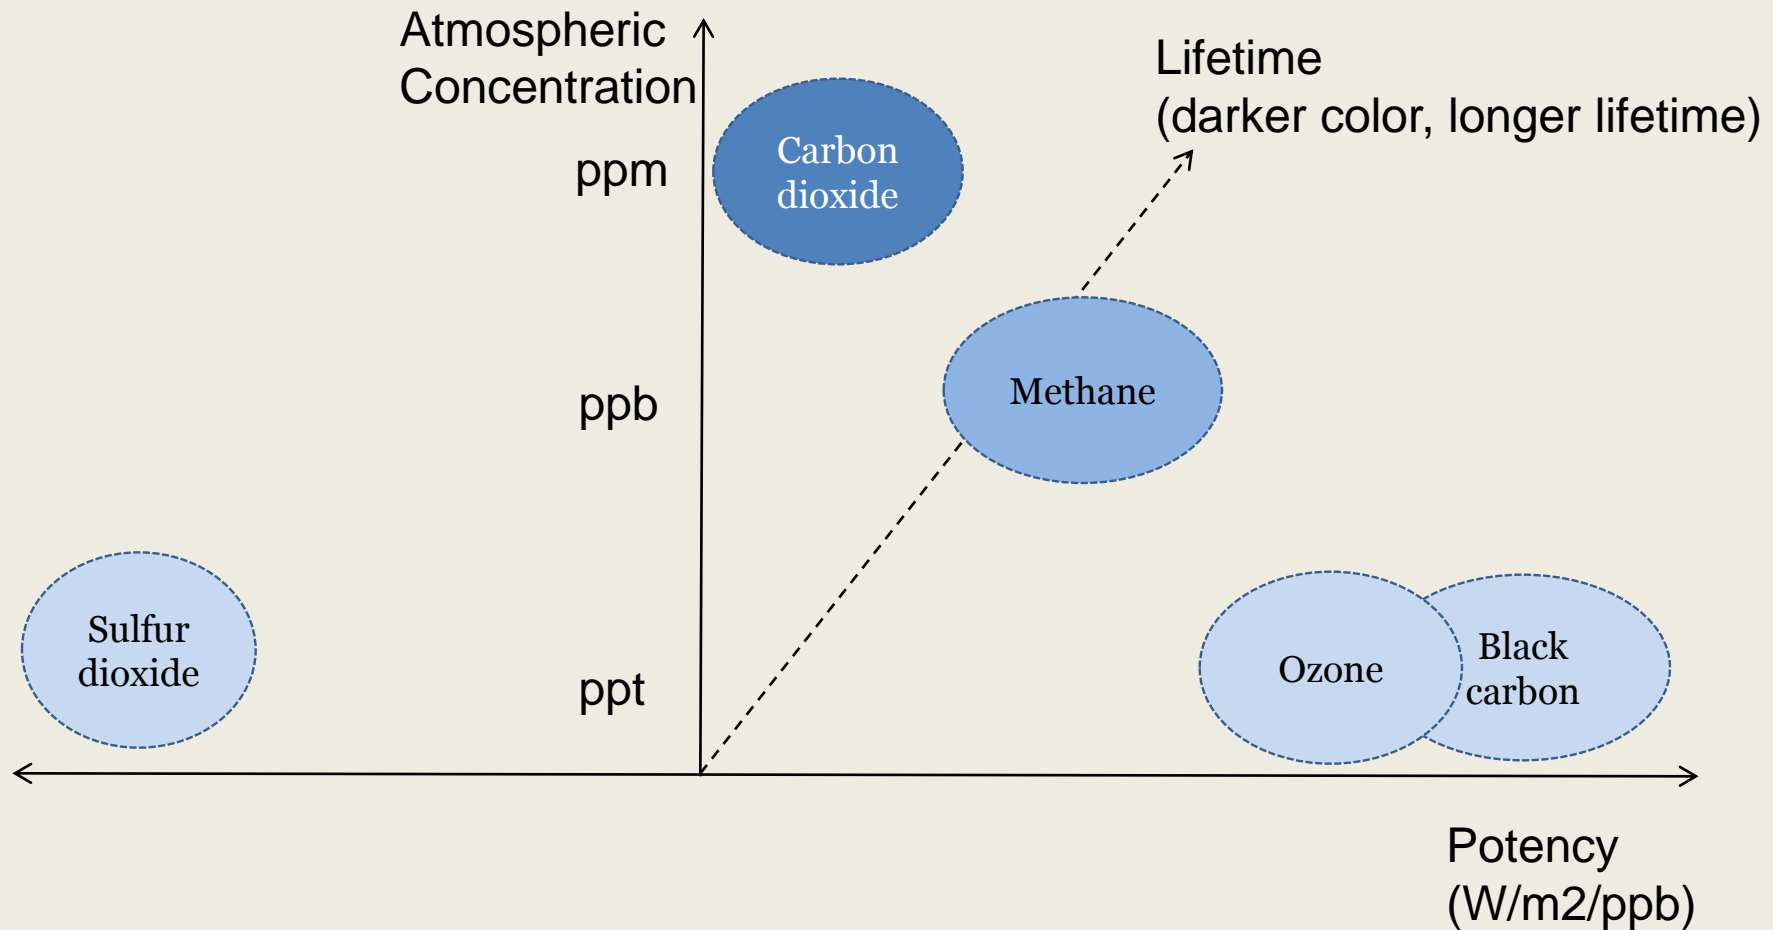 Atmospheric
Concentration
Lifetime
(darker color, longer lifetime)
Carbon
dioxide
ppm
Methane
ppb
Sulfur
dioxide
ppt
Ozone
Black
carbon
Potency
(W/m2/ppb)